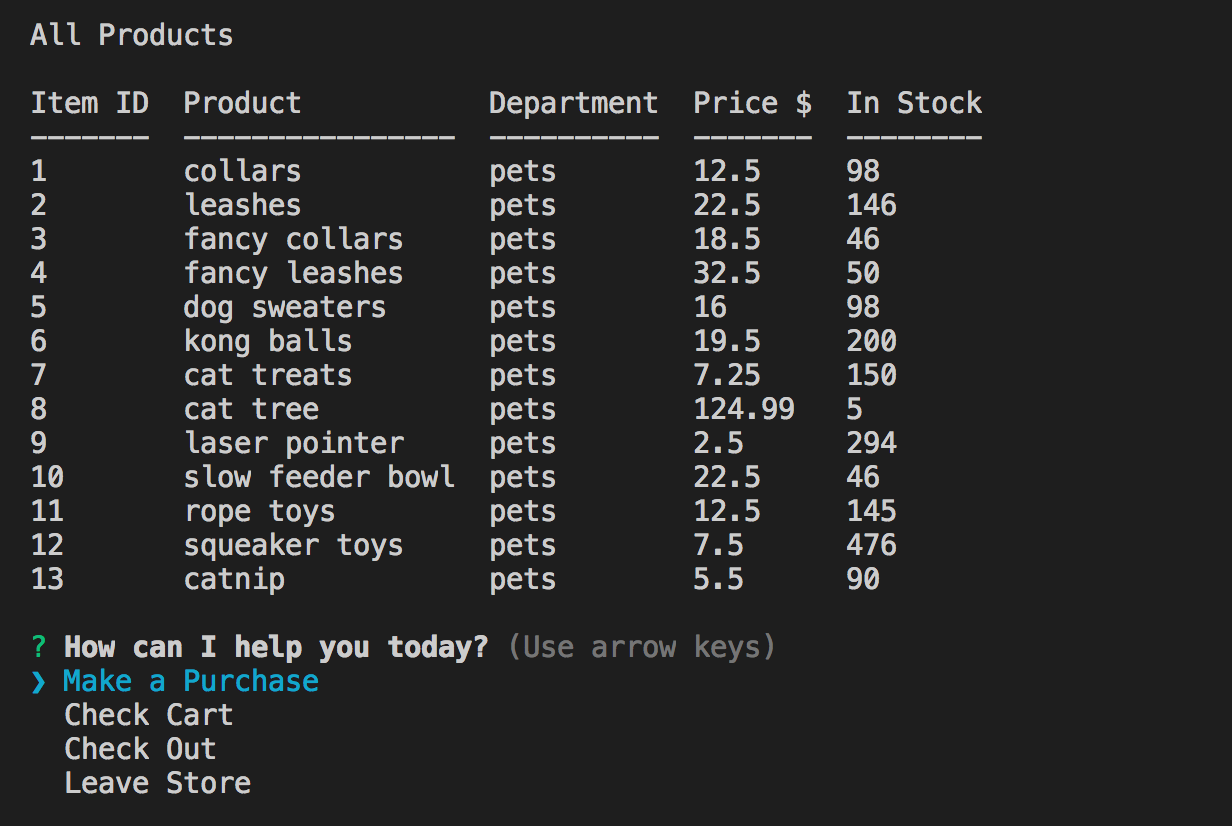 All Products
Item ID  Product           Department  Price $  In Stock
-------  ----------------  ----------  -------  --------
1        collars           pets        12.5     98
2        leashes           pets        22.5     146
3        fancy collars     pets        18.5     46
4        fancy leashes     pets        32.5     50
5        dog sweaters      pets        16       98
6        kong balls        pets        19.5     200
7        cat treats        pets        7.25     150
8        cat tree          pets        124.99   5
9        laser pointer     pets        2.5      294
10       slow feeder bowl  pets        22.5     46
11       rope toys         pets        12.5     145
12       squeaker toys     pets        7.5      476
13       catnip            pets        5.5      90
? How can I help you today? (Use arrow keys)
❯ Make a Purchase
  Check Cart
  Check Out
  Leave Store